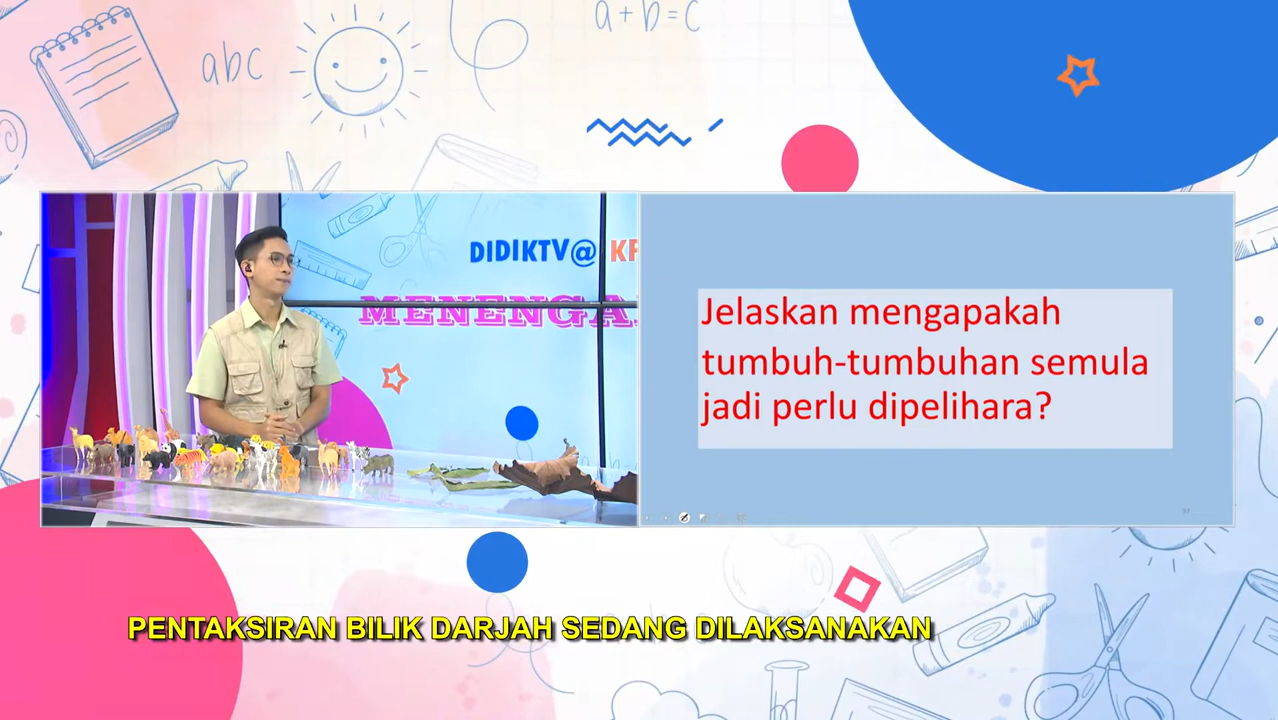 abc
a+b=c
DIDIKTV@
MENENGA
Jelaskan mengapakah
tumbuh-tumbuhan semula
jadi perlu dipelihara?
PENTAKSIRAN BILIK DARJAH SEDANG DILAKSANAKAN